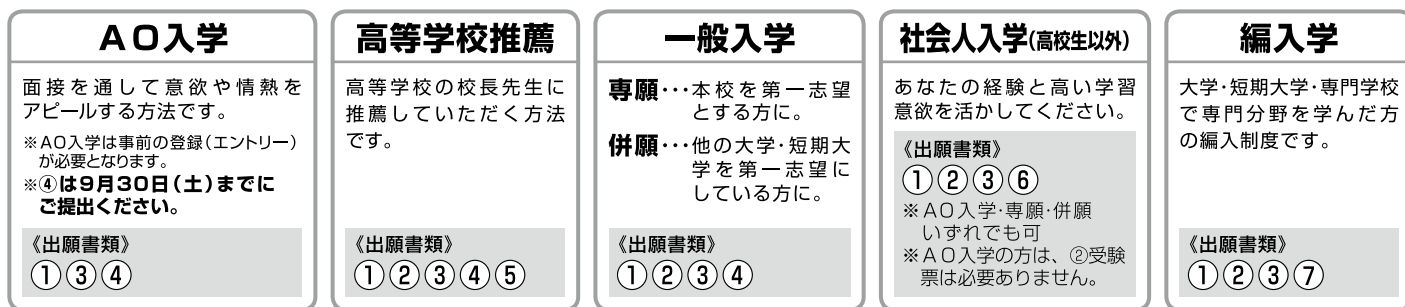 AO入学
面接を通して意欲や情熱を
アピールする方法です。
※AO入学は事前の登録(エントリー)
が必要となります。
※④は9月30日(土)までに
ご提出ください。
《出願書類》
①③④
高等学校推薦
高等学校の校長先生に
推薦していただく方法
です。
《出願書類》
①②③④⑤
一般入学
専願…本校を第一志望
とする方に。
併願…他の大学・短期大
学を第一志望に
している方に。
《出願書類》
①②③④
社会人入学(高校生以外)
あなたの経験と高い学習
意欲を活かしてください。
《出願書類》
①②③⑥
※AO入学・専願・併願
いずれでも可
※AO入学の方は、②受験
票は必要ありません。
編入学
大学・短期大学・専門学校
で専門分野を学んだ方
の編入制度です。
《出願書類》
①②③⑦